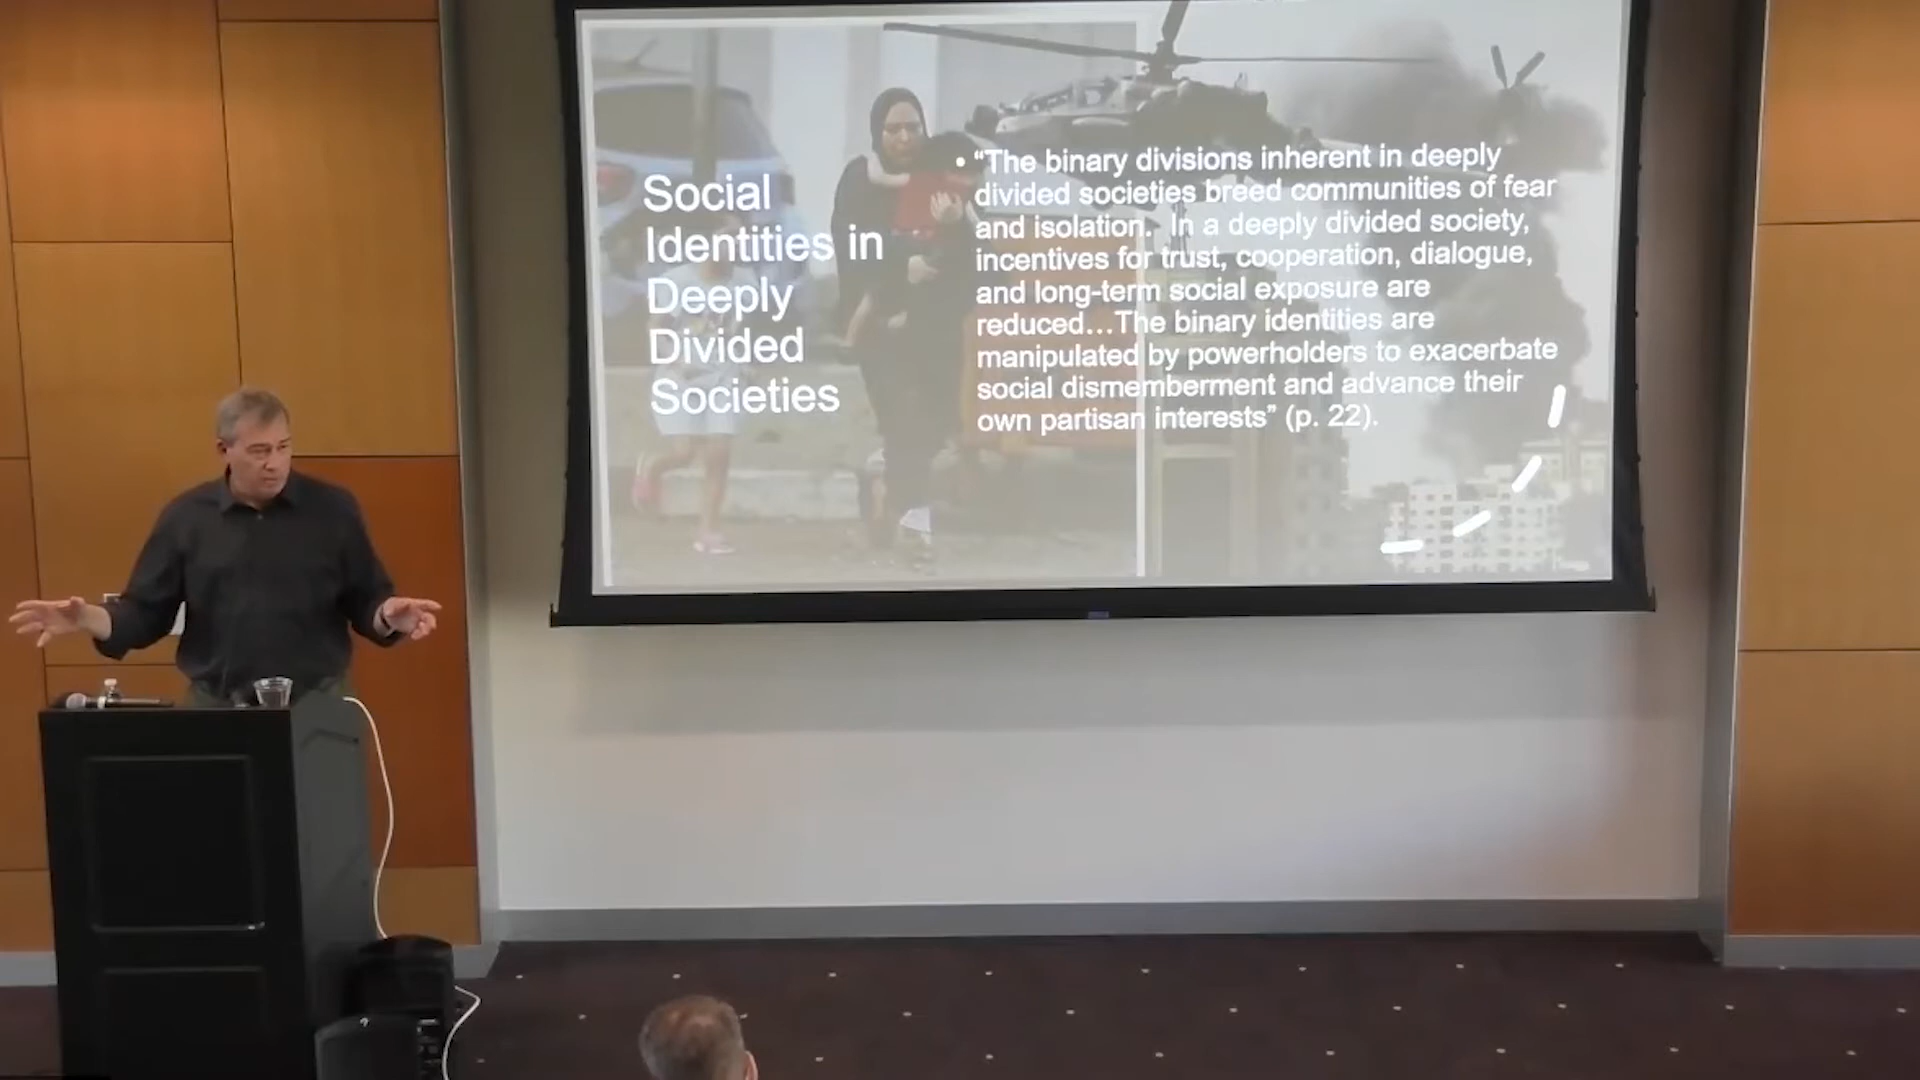 Social
Identities in
Deeply
Divided
Societies
• “The binary divisions inherent in deeply
divided societies breed communities of fear
and isolation.  In a deeply divided society,
incentives for trust, cooperation, dialogue,
and long-term social exposure are
reduced…The binary identities are
manipulated by powerholders to exacerbate
social dismemberment and advance their
own partisan interests” (p. 22).